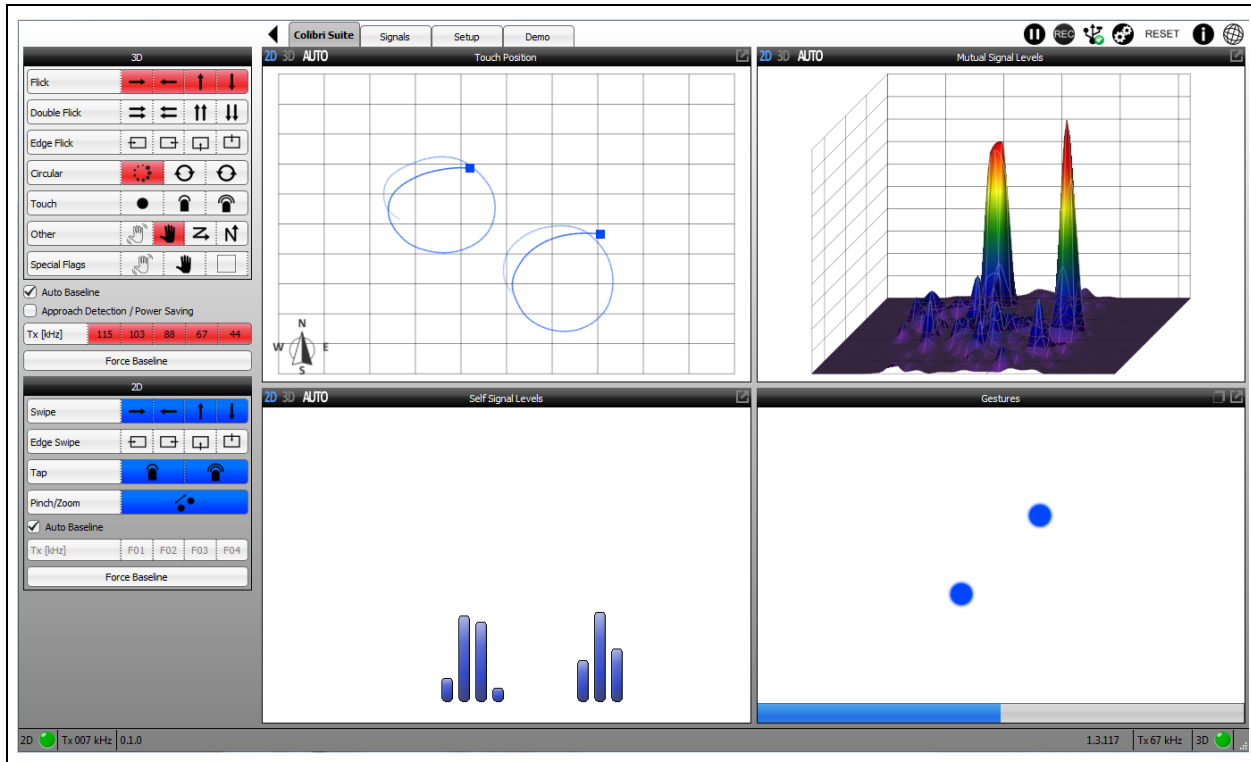 Colibri Suite Signals Setup Demo
REC RESET
3D
Flick
Double Flick
Edge Flick
Circular
Touch
Other
Special Flags
Auto Baseline
Approach Detection / Power Saving
Tx [kHz] 115 103 88 67 44
Force Baseline
2D
Swipe
Edge Swipe
Tap
Pinch/Zoom
Auto Baseline
Tx [kHz] F01 F02 F03 F04
Force Baseline
2D 3D AUTO Touch Position
N
W E
S
2D 3D AUTO Mutual Signal Levels
2D 3D AUTO Self Signal Levels
Gestures
2D Tx 007 kHz 0.1.0 1.3.117 Tx 67 kHz 3D